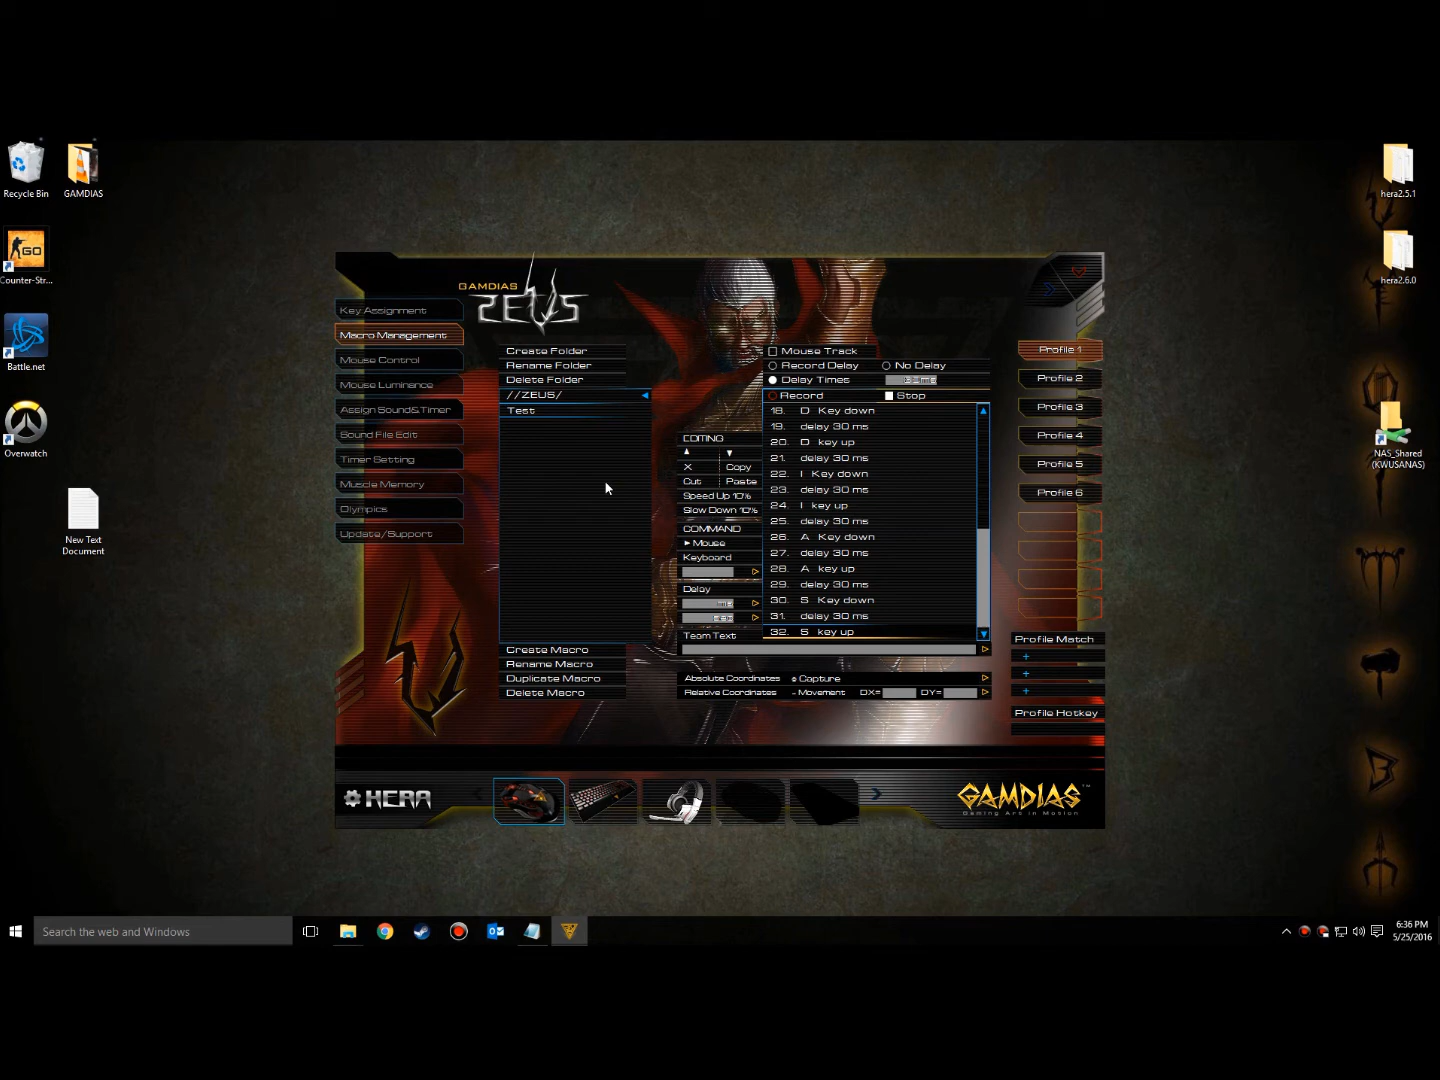 Recycle Bin
GAMDIAS
GO
Counter-Str...
Battle.net
Overwatch
New Text
Document
GAMDIAS
ZEUS
Key Assignment
Macro Management
Mouse Control
Mouse Luminance
Assign Sound&Timer
Sound File Edit
Timer Setting
Muscle Memory
Olympics
Update/Support
Create Folder
Rename Folder
Delete Folder
//ZEUS/
Test
Create Macro
Rename Macro
Duplicate Macro
Delete Macro
EDITING
X Copy
Cut Paste
Speed Up 10%
Slow Down 10%
COMMAND
Mouse
Keyboard
Delay
ms
sec
Team Text
Mouse Track
Record Delay No Delay
Delay Times
Record Stop
18. D Key down
19. delay 30 ms
20. D key up
21. delay 30 ms
22. I Key down
23. delay 30 ms
24. I key up
25. delay 30 ms
26. A Key down
27. delay 30 ms
28. A key up
29. delay 30 ms
30. S Key down
31. delay 30 ms
32. S key up
Absolute Coordinates Capture
Relative Coordinates - Movement DX= DY=
Profile 1
Profile 2
Profile 3
Profile 4
Profile 5
Profile 6
Profile Match
+
+
+
Profile Hotkey
HERA
GAMDIAS™
Gaming Art in Motion
hera2.5.1
hera2.6.0
NAS_Shared
(KWUSANAS)
Search the web and Windows
6:36 PM
5/25/2016